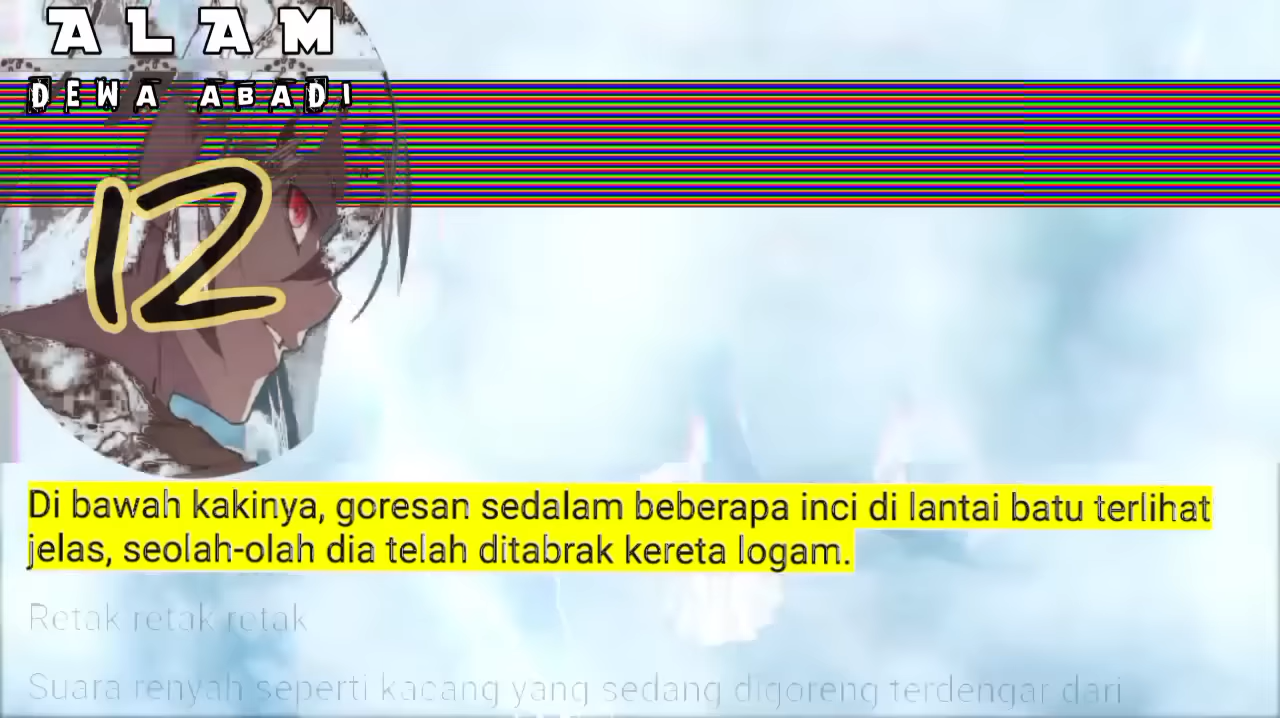 ALAM
DEWA ABADI
12
Di bawah kakinya, goresan sedalam beberapa inci di lantai batu terlihat
jelas, seolah-olah dia telah ditabrak kereta logam.
Retak retak retak
Suara renyah seperti kacang yang sedang digoreng terdengar dari